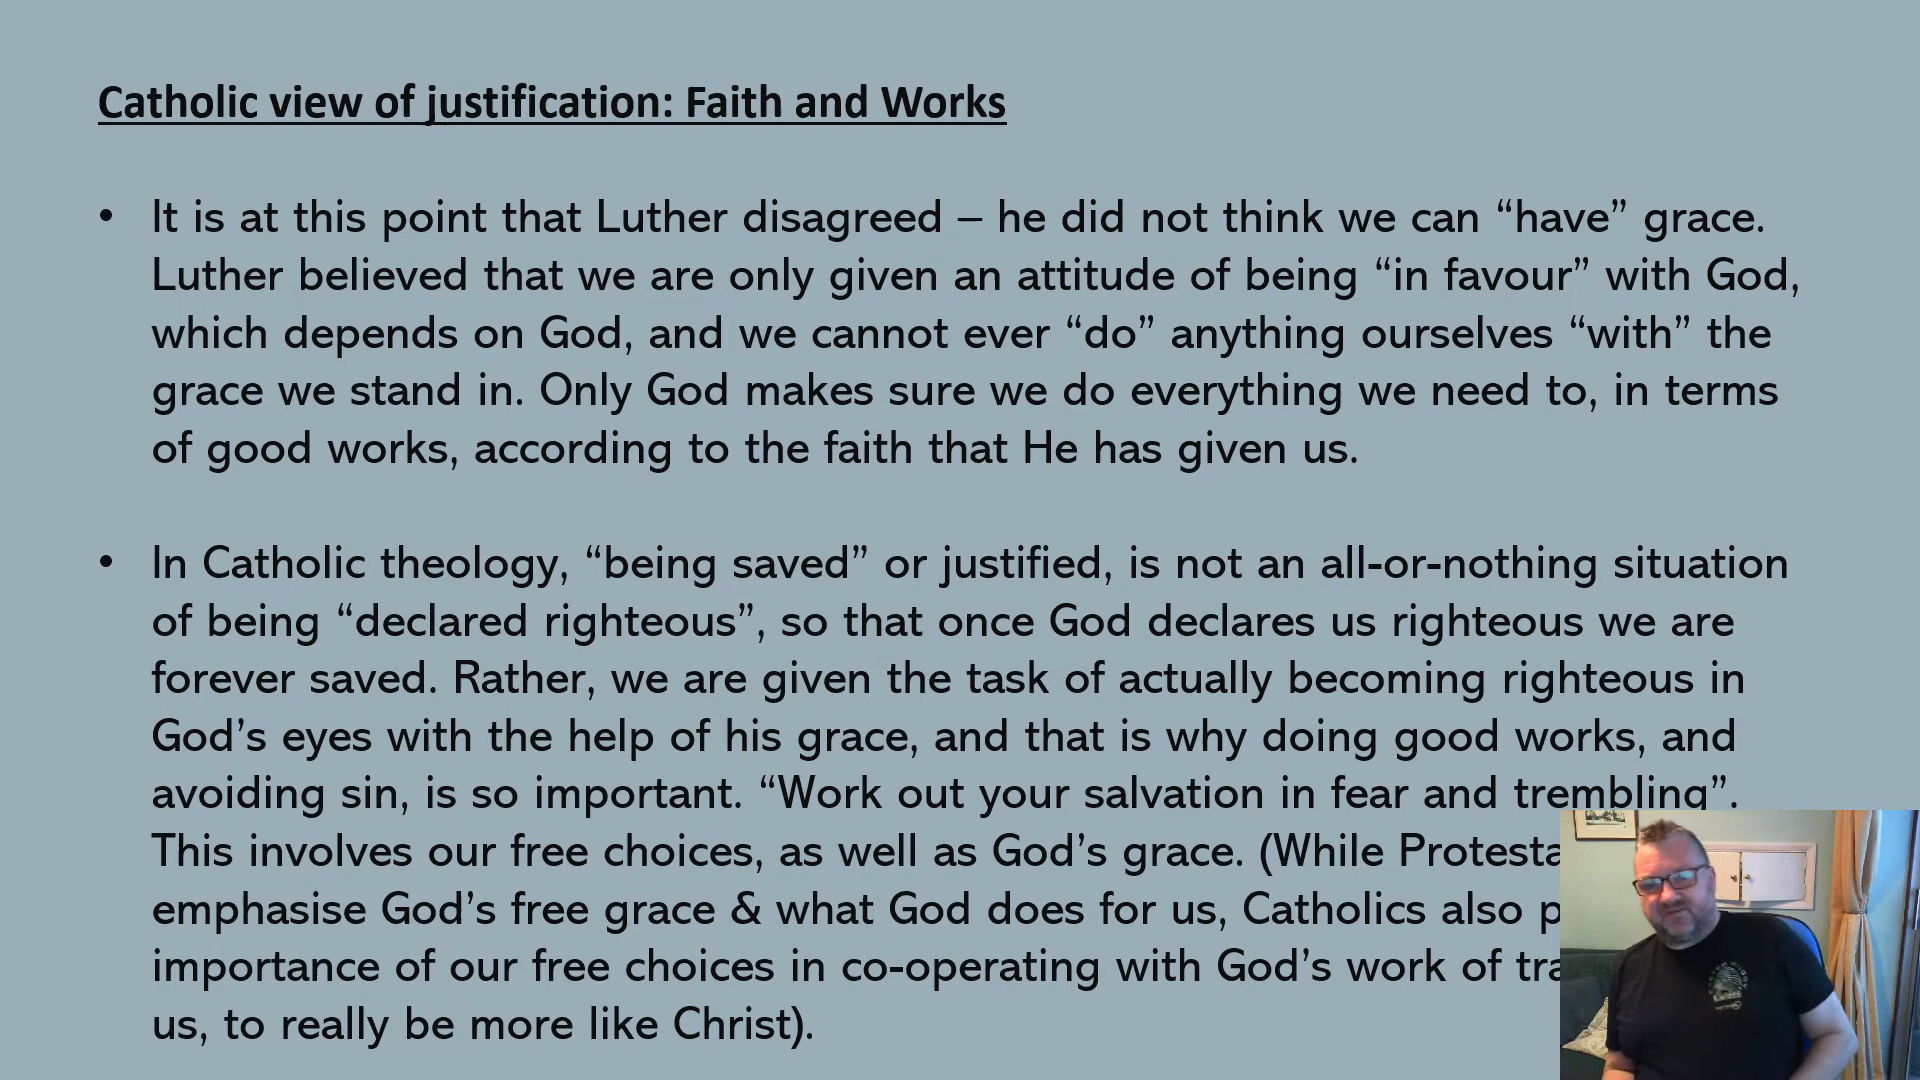 Catholic view of justification: Faith and Works
• It is at this point that Luther disagreed – he did not think we can “have” grace.
Luther believed that we are only given an attitude of being “in favour” with God,
which depends on God, and we cannot ever “do” anything ourselves “with” the
grace we stand in. Only God makes sure we do everything we need to, in terms
of good works, according to the faith that He has given us.
• In Catholic theology, “being saved” or justified, is not an all-or-nothing situation
of being “declared righteous”, so that once God declares us righteous we are
forever saved. Rather, we are given the task of actually becoming righteous in
God’s eyes with the help of his grace, and that is why doing good works, and
avoiding sin, is so important. “Work out your salvation in fear and trembling”.
This involves our free choices, as well as God’s grace. (While Protesta
emphasise God’s free grace & what God does for us, Catholics also p
importance of our free choices in co-operating with God’s work of tra
us, to really be more like Christ).